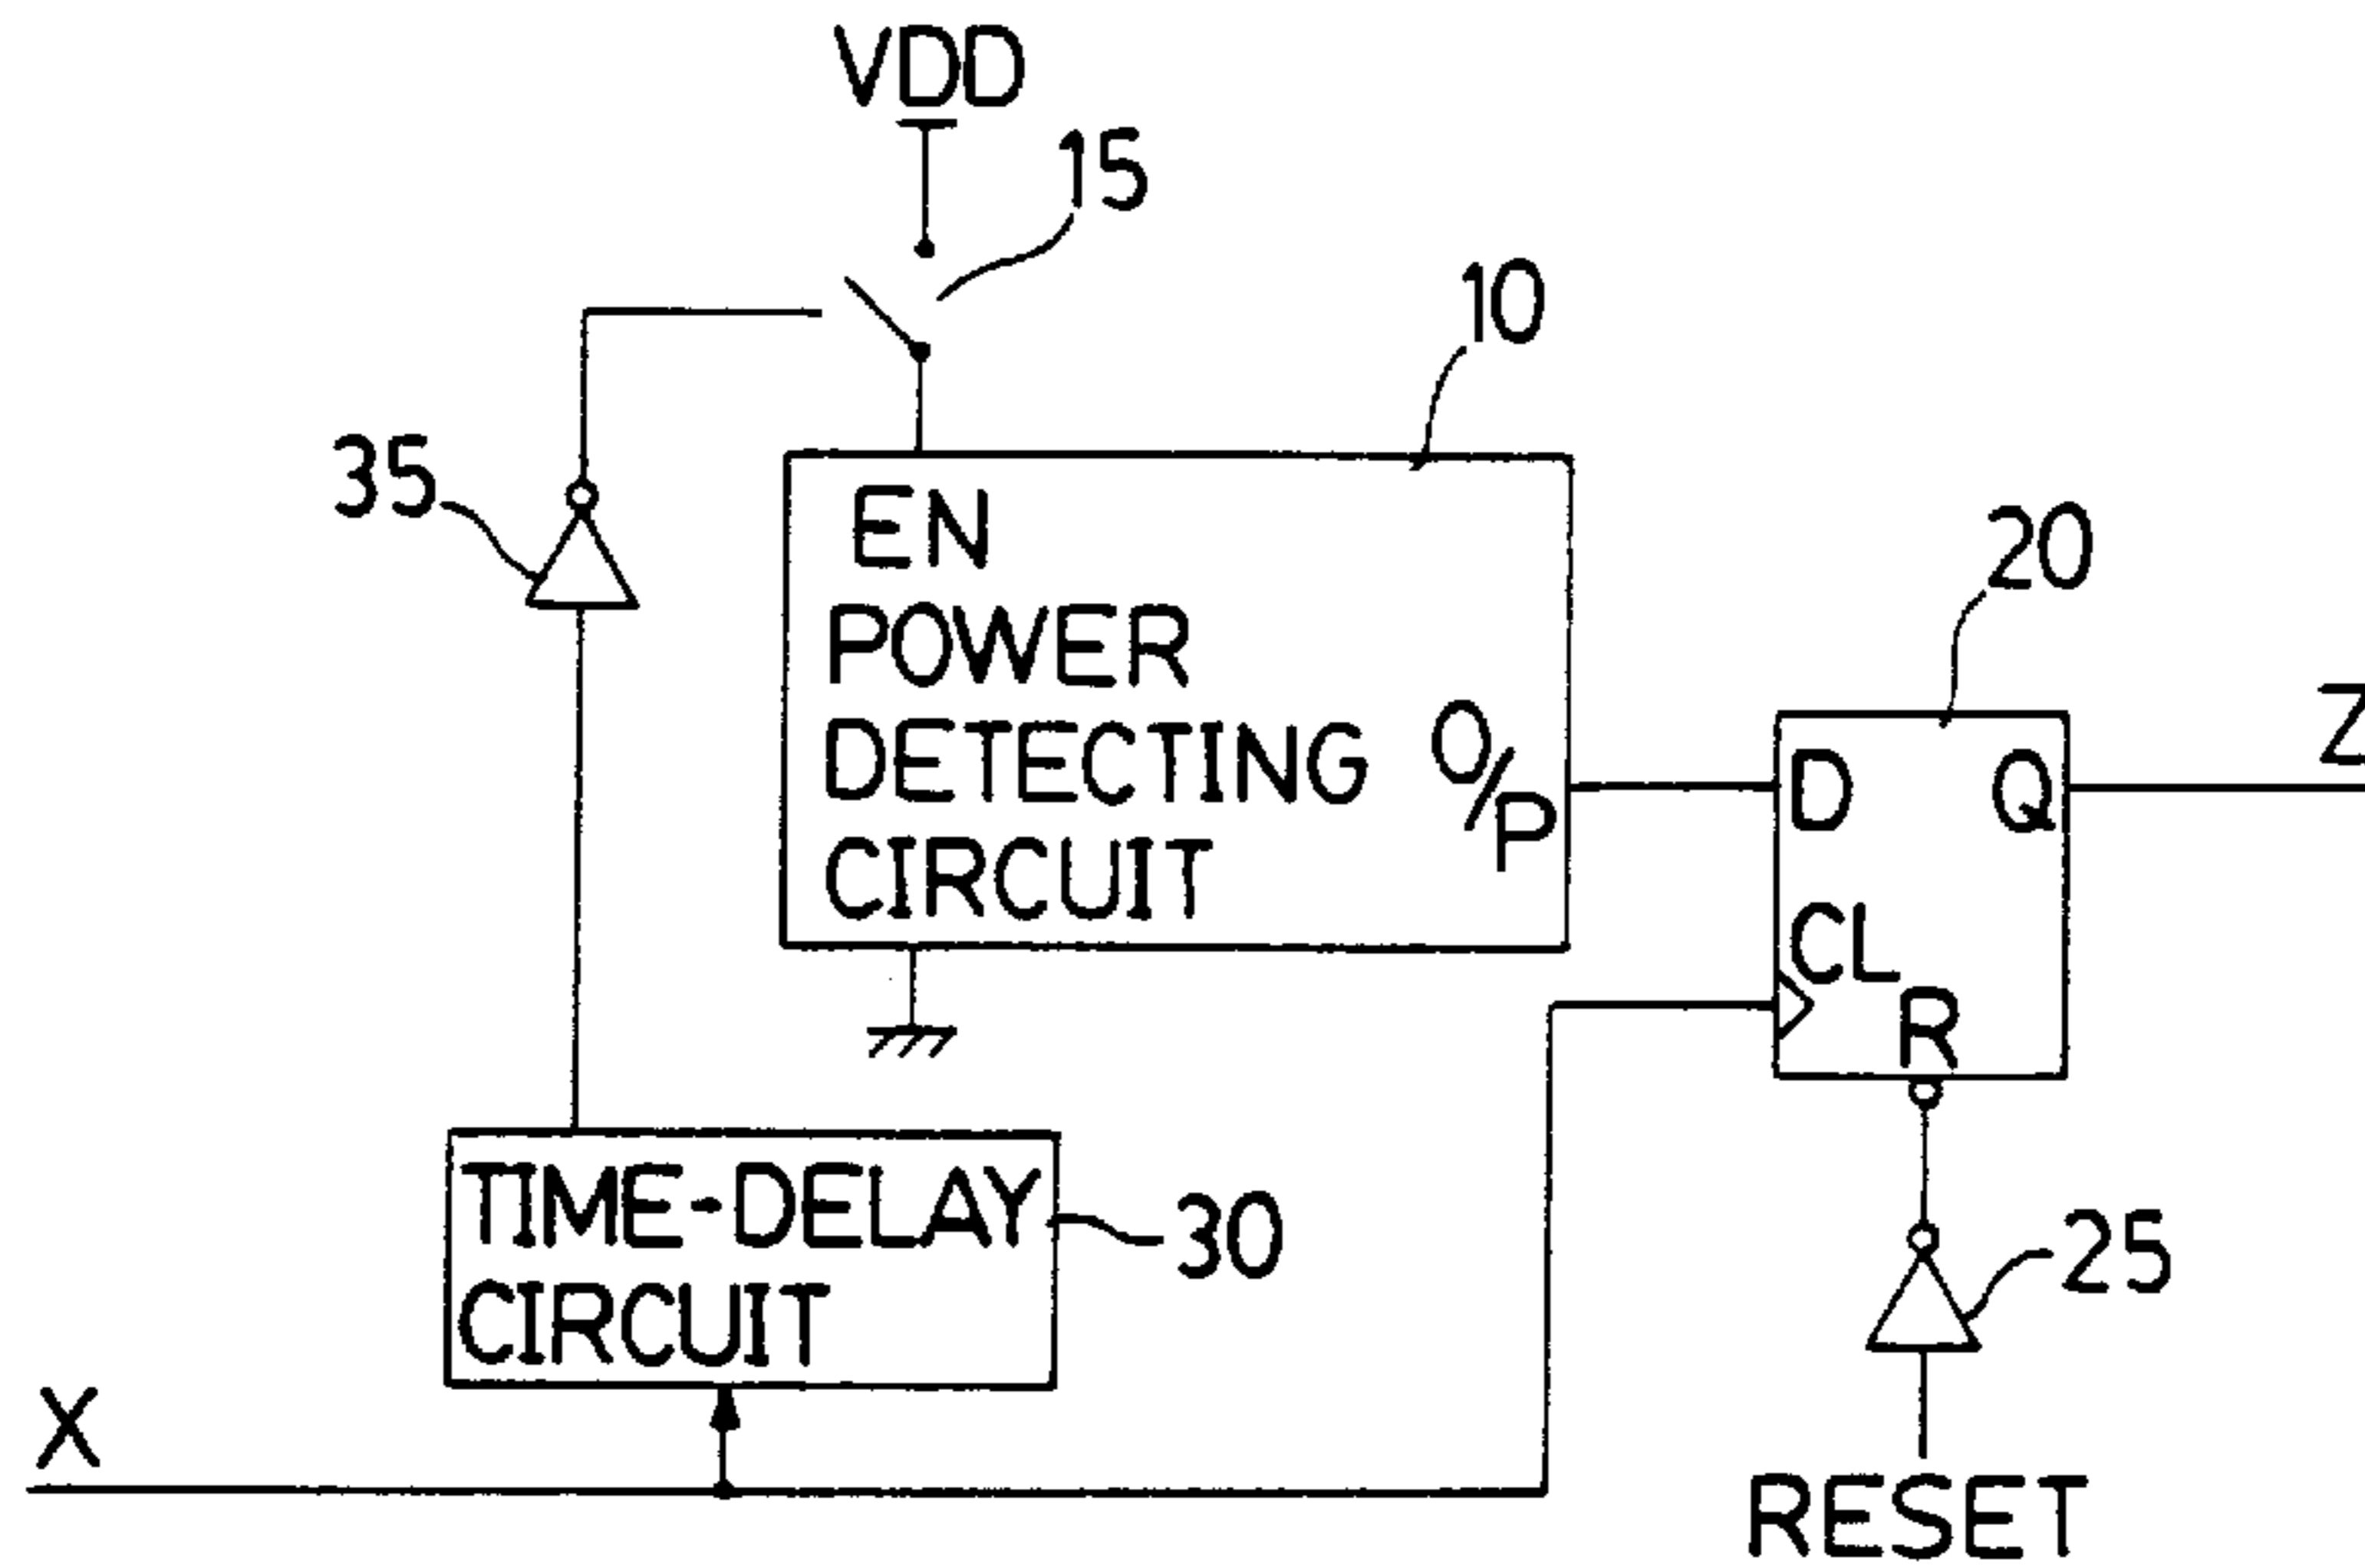 VDD
15
10
35
EN
POWER
DETECTING
CIRCUIT
O/P
20
D
Q
Z
CL
R
TIME-DELAY
CIRCUIT
30
25
X
RESET